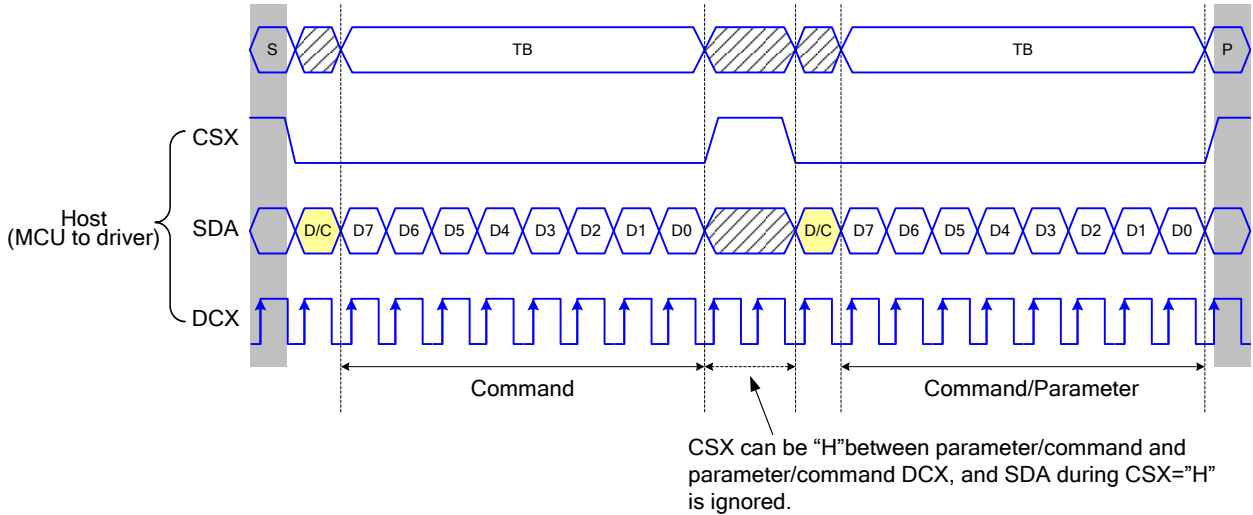 S TB TB P
CSX
Host
(MCU to driver)
SDA D/C D7 D6 D5 D4 D3 D2 D1 D0 D/C D7 D6 D5 D4 D3 D2 D1 D0
DCX
Command Command/Parameter
CSX can be “H”between parameter/command and
parameter/command DCX, and SDA during CSX=”H”
is ignored.